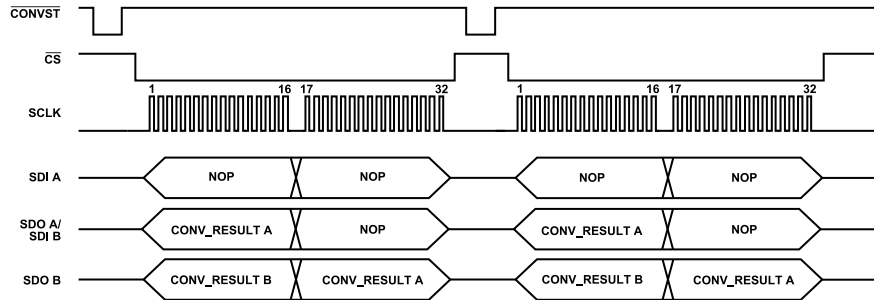 CONVST
CS
1 16 17 32 1 16 17 32
SCLK
SDI A NOP NOP NOP NOP
SDO A/
SDI B CONV_RESULT A NOP CONV_RESULT A NOP
SDO B CONV_RESULT B CONV_RESULT A CONV_RESULT B CONV_RESULT A